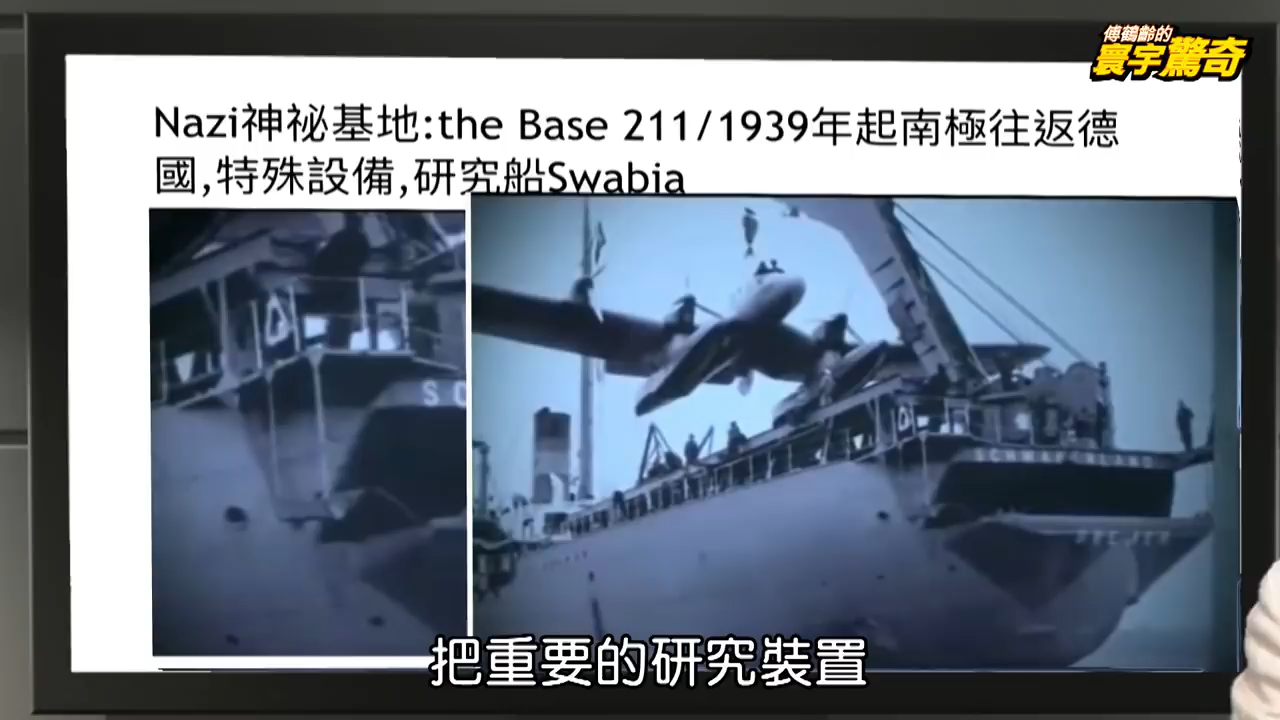 傅鶴齡的
寰宇驚奇
Nazi神祕基地:the Base 211/1939年起南極往返德
國,特殊設備,研究船Swabia
SC
SCHWABENLAND
把重要的研究裝置